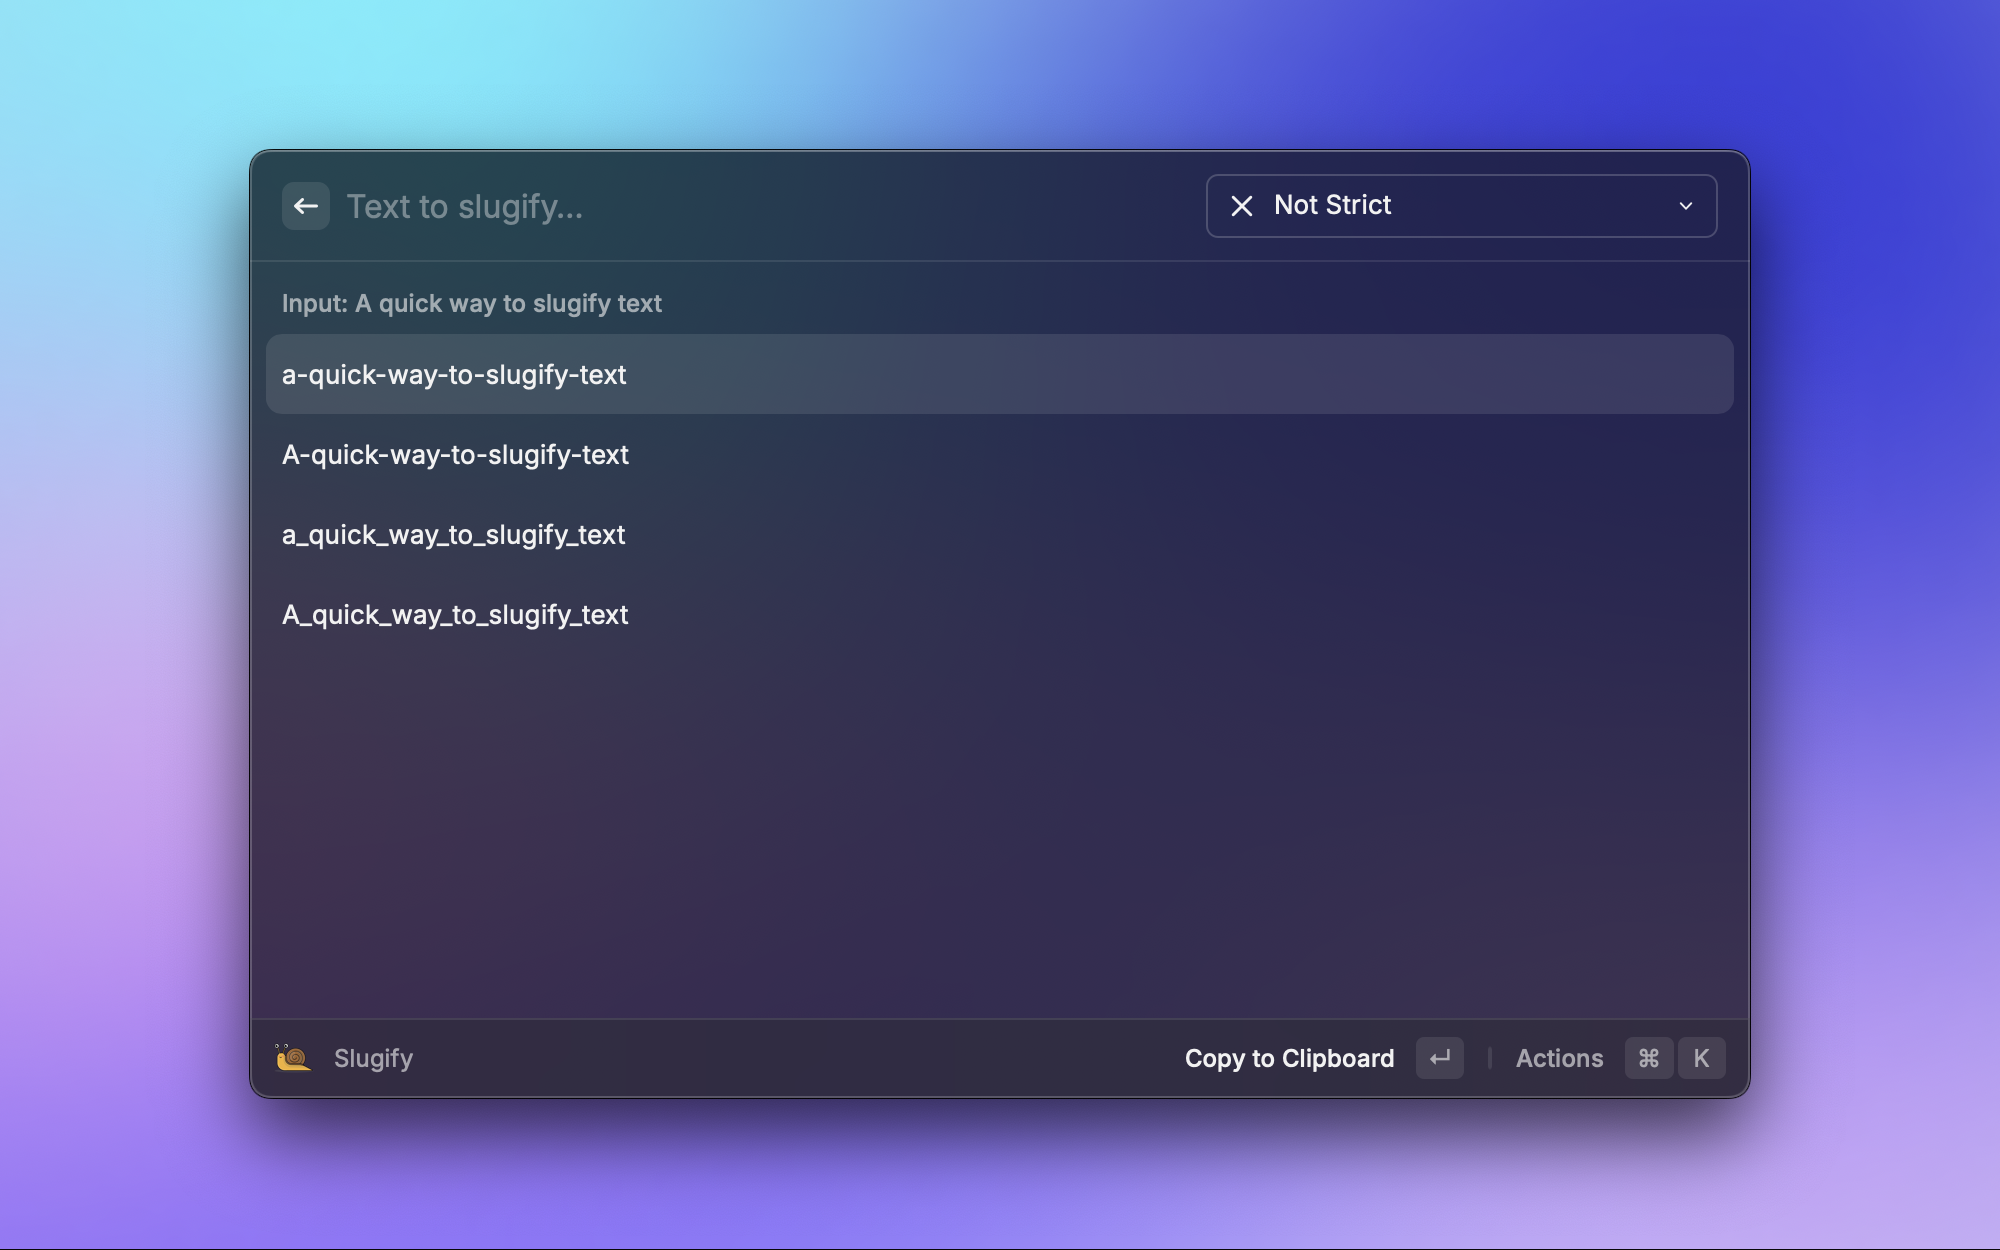 Text to slugify...
Not Strict
Input: A quick way to slugify text
a-quick-way-to-slugify-text
A-quick-way-to-slugify-text
a_quick_way_to_slugify_text
A_quick_way_to_slugify_text
Slugify
Copy to Clipboard ↵ Actions ⌘ K